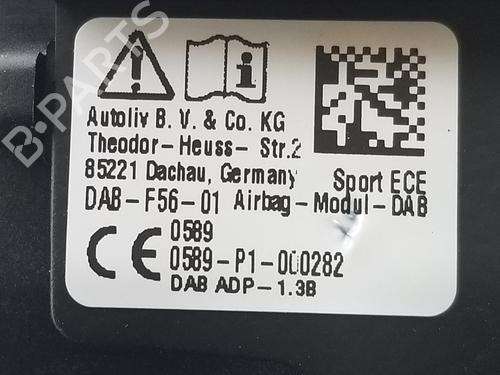 B-PARTS
Autoliv B. V. & Co. KG
Theodor-Heuss- Str.2
85221 Dachau, Germany Sport ECE
DAB-F56-01 Airbag-Modul-DAB
0589
CE 0589-P1-000282
DAB ADP-1.3B